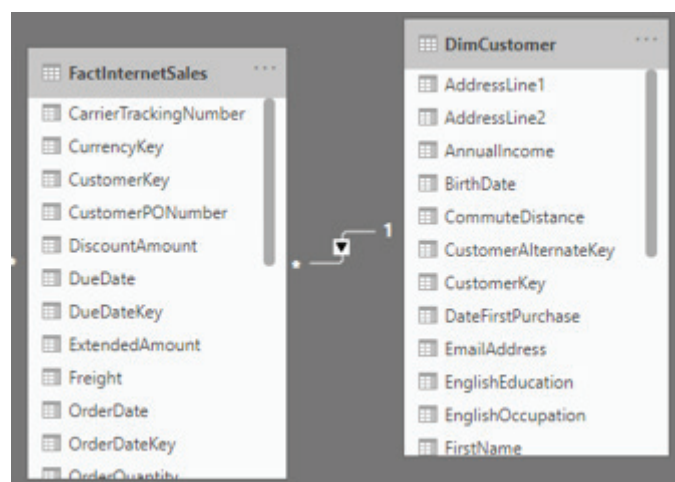 FactInternetSales
CarrierTrackingNumber
CurrencyKey
CustomerKey
CustomerPONumber
DiscountAmount
DueDate
DueDateKey
ExtendedAmount
Freight
OrderDate
OrderDateKey
OrderQuantity
*
*
1
DimCustomer
AddressLine1
AddressLine2
AnnualIncome
BirthDate
CommuteDistance
CustomerAlternateKey
CustomerKey
DateFirstPurchase
EmailAddress
EnglishEducation
EnglishOccupation
FirstName